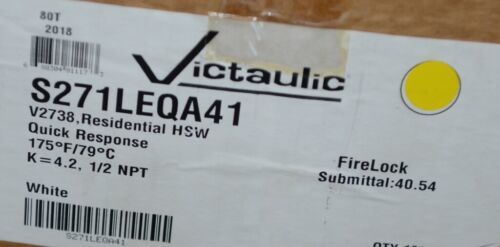 80T
2018
Victaulic
S271LEQA41
V2738,Residential HSW
Quick Response
175°F/79°C
K=4.2, 1/2 NPT
FireLock
Submittal:40.54
White
S271LEQA41